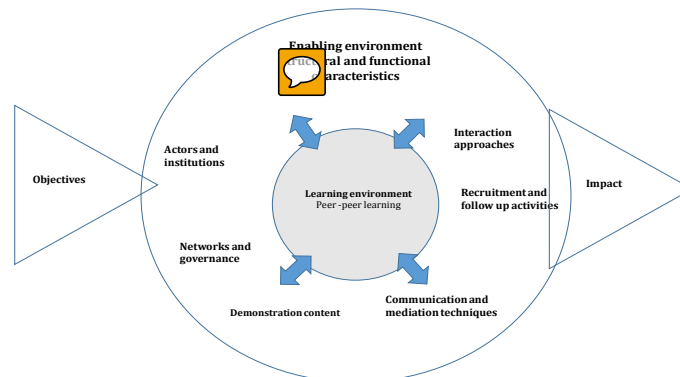 Enabling environment
and functional
characteristics
Actors and
institutions
Interaction
approaches
Objectives
Learning environment
Peer -peer learning
Recruitment and
follow up activities
Impact
Networks and
governance
Demonstration content
Communication and
mediation techniques